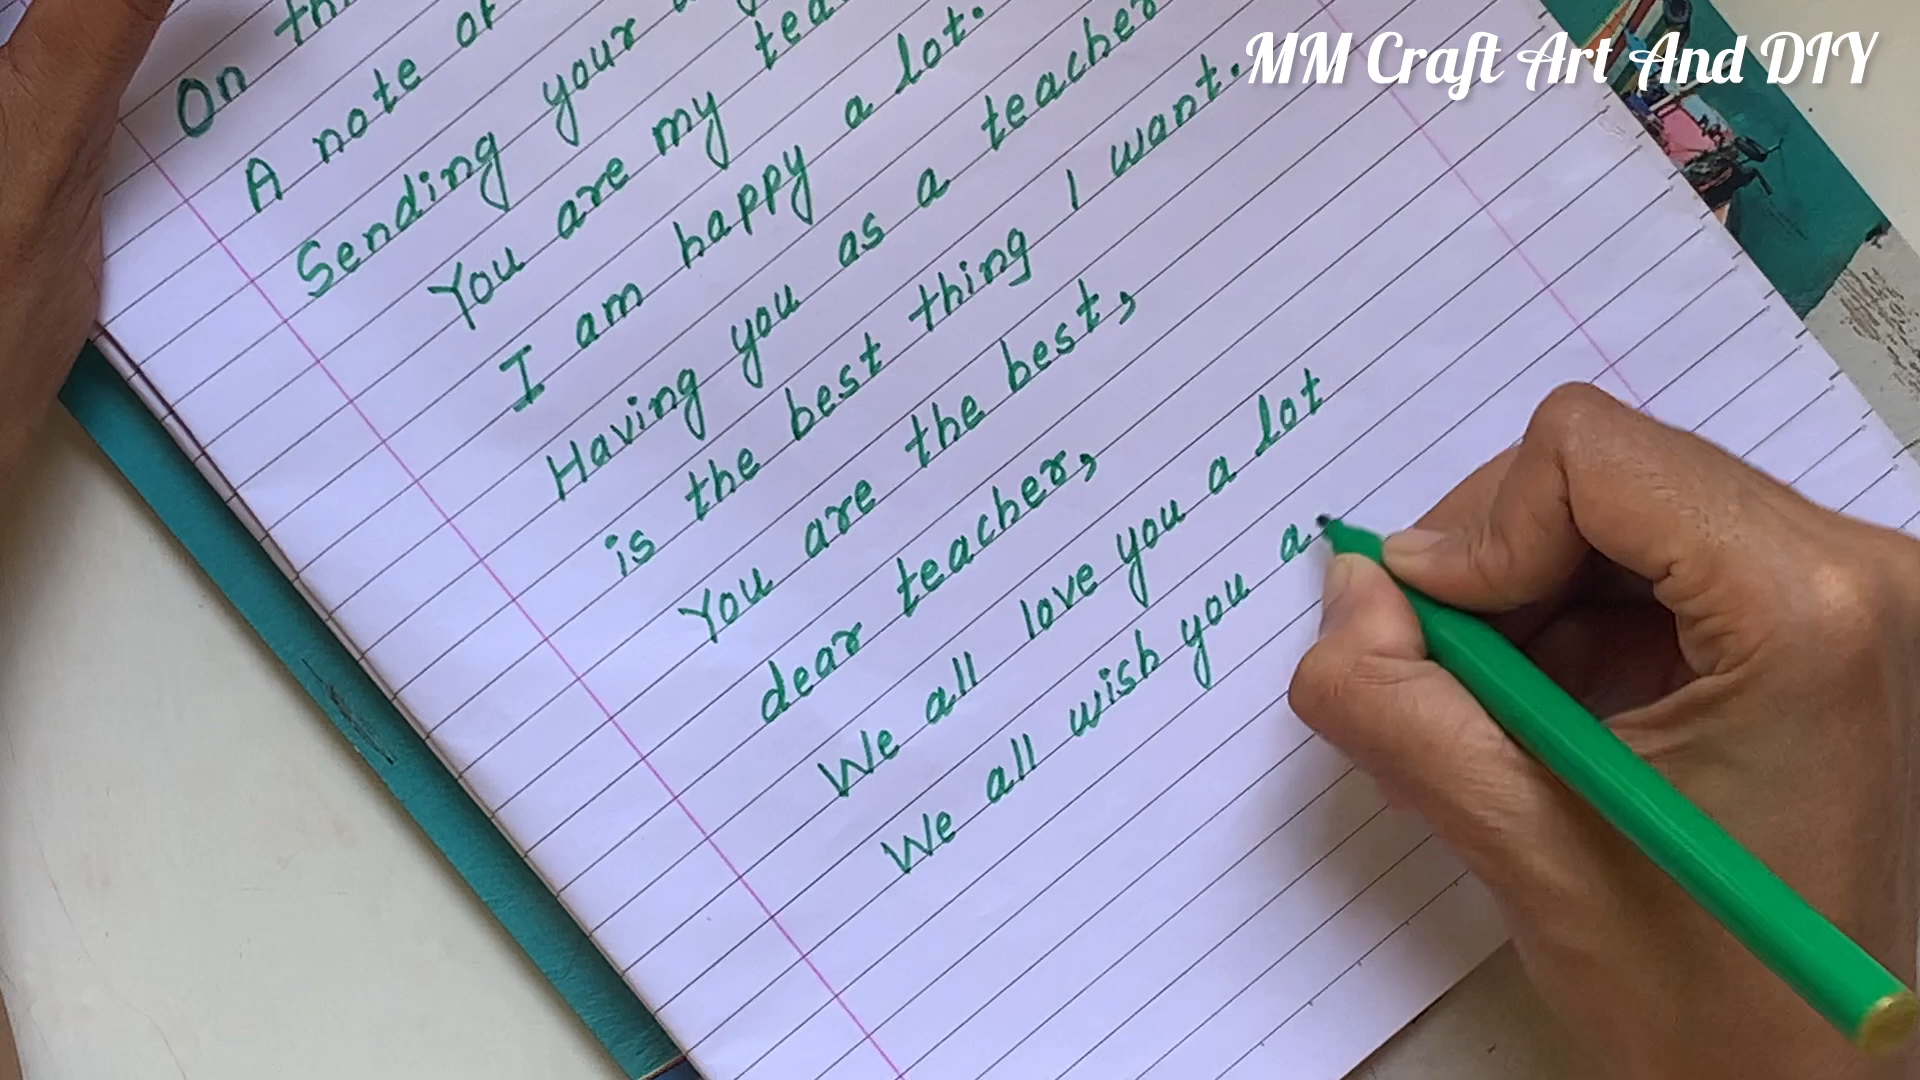 MM Craft Art And DIY
On
A note of
Sending your
You are my
I am happy a lot.
Having you as a teacher
is the best thing I want.
You are the best,
dear teacher,
We all love you a lot
We all wish you a